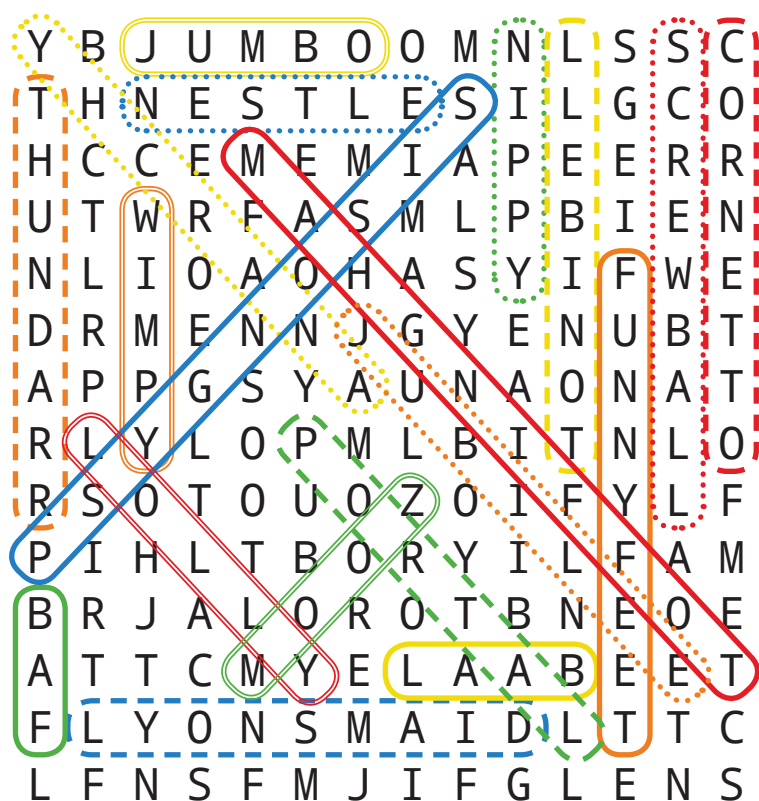 Y B J U M B O O M N L S S C
T H N E S T L E S I L G C O
H C C E M E M I A P E E R R
U T W R F A S M L P B I E N
N L I O A O H A S Y I F W E
D R M E N N J G Y E N U B T
A P P G S Y A U N A O N A T
R L Y L O P M L B I T N L O
R S O T O U O Z O I F Y L F
P I H L T B O R Y I L F A M
B R J A L O R O T B N E O E
A T T C M Y E L A A B E E T
F L Y O N S M A I D L T T C
L F N S F M J I F G L E N S